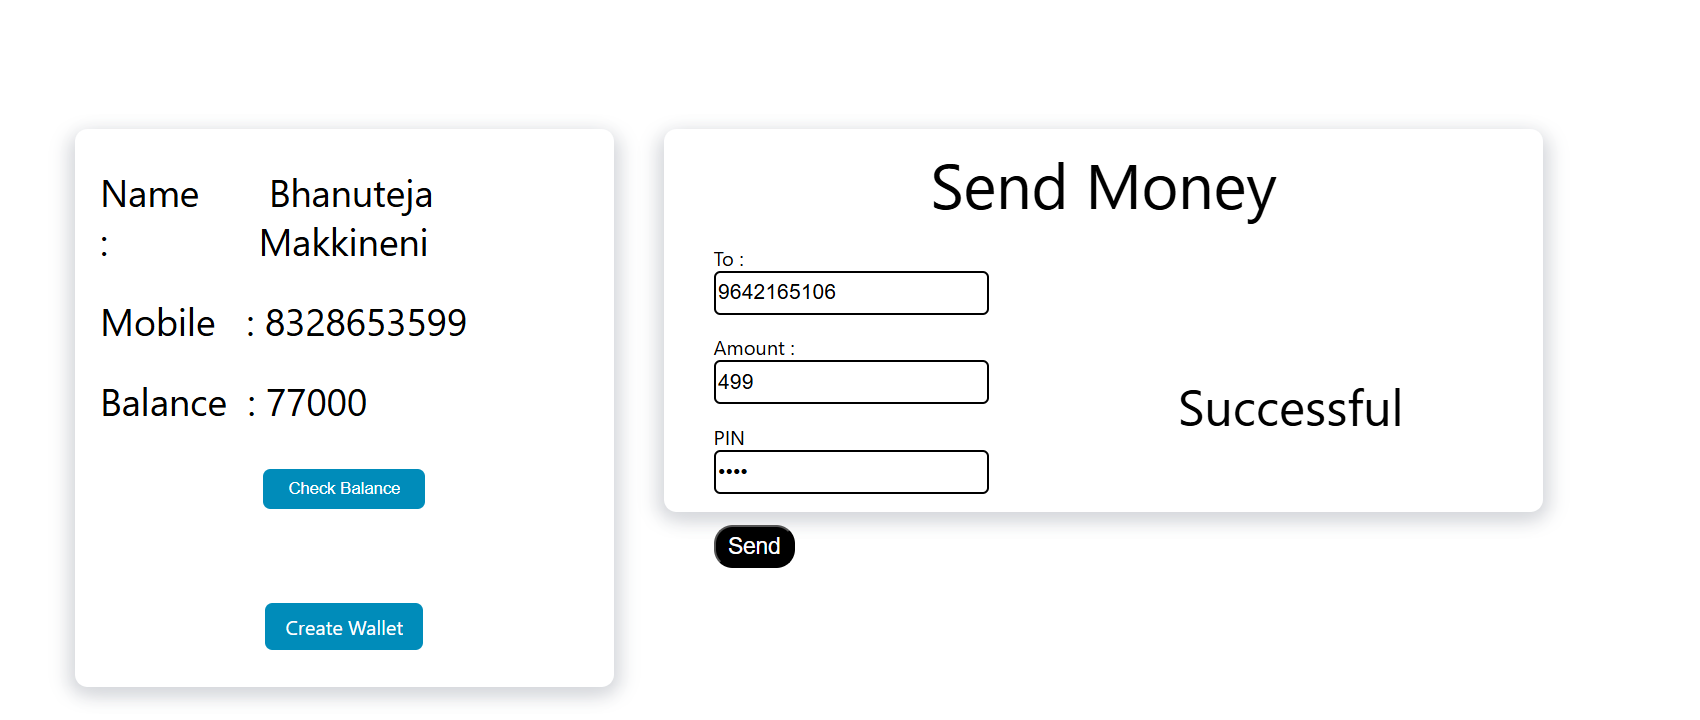 Name Bhanuteja
: Makkineni
Mobile : 8328653599
Balance : 77000
Check Balance
Create Wallet
Send Money
To :
9642165106
Amount :
499
PIN
••••
Successful
Send